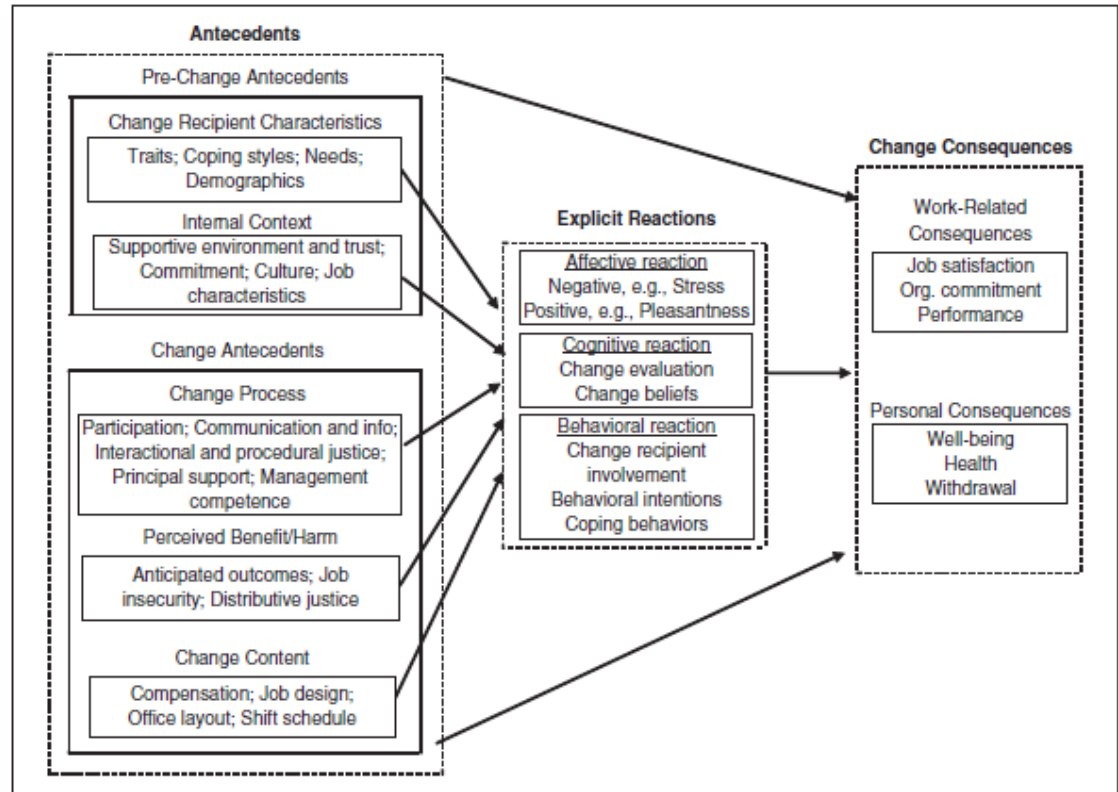 Antecedents
Pre-Change Antecedents
Change Recipient Characteristics
Traits; Coping styles; Needs;
Demographics
Internal Context
Supportive environment and trust;
Commitment; Culture; Job
characteristics
Change Antecedents
Change Process
Participation; Communication and info;
Interactional and procedural justice;
Principal support; Management
competence
Perceived Benefit/Harm
Anticipated outcomes; Job
insecurity; Distributive justice
Change Content
Compensation; Job design;
Office layout; Shift schedule
Explicit Reactions
Affective reaction
Negative, e.g., Stress
Positive, e.g., Pleasantness
Cognitive reaction
Change evaluation
Change beliefs
Behavioral reaction
Change recipient
involvement
Behavioral intentions
Coping behaviors
Change Consequences
Work-Related
Consequences
Job satisfaction
Org. commitment
Performance
Personal Consequences
Well-being
Health
Withdrawal